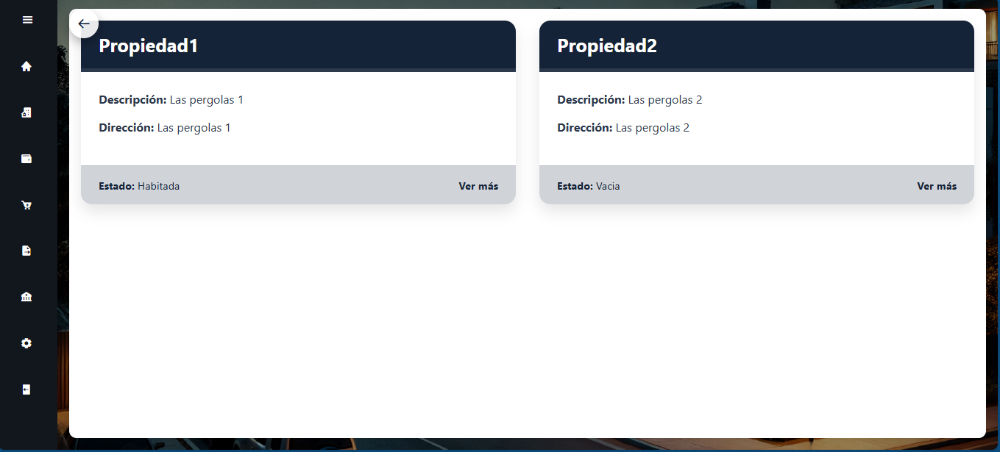 Propiedad1
Descripción: Las pergolas 1
Dirección: Las pergolas 1
Estado: Habitada Ver más
Propiedad2
Descripción: Las pergolas 2
Dirección: Las pergolas 2
Estado: Vacia Ver más